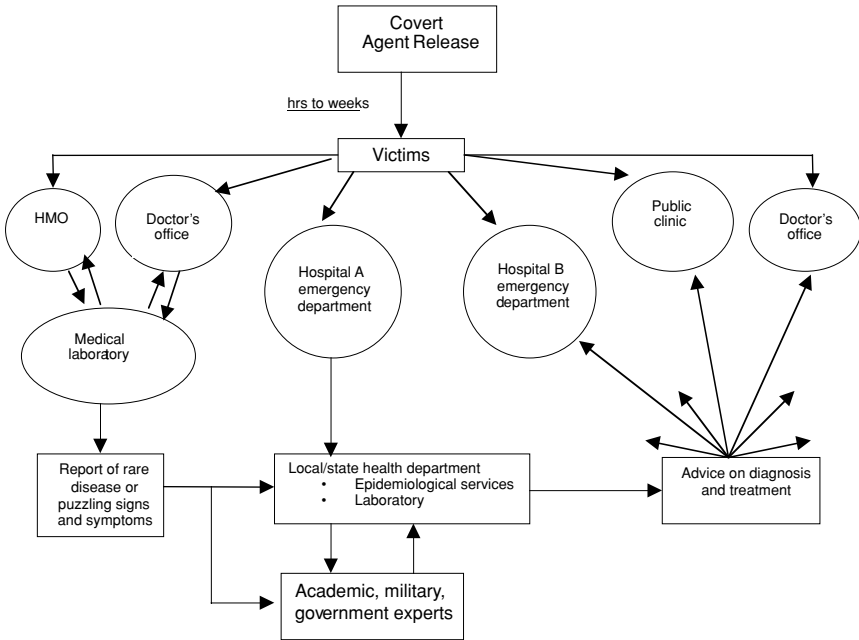 Covert
Agent Release
hrs to weeks
Victims
HMO
Doctor's
office
Hospital A
emergency
department
Hospital B
emergency
department
Public
clinic
Doctor's
office
Medical
laboratory
Report of rare
disease or
puzzling signs
and symptoms
Local/state health department
• Epidemiological services
• Laboratory
Advice on diagnosis
and treatment
Academic, military,
government experts